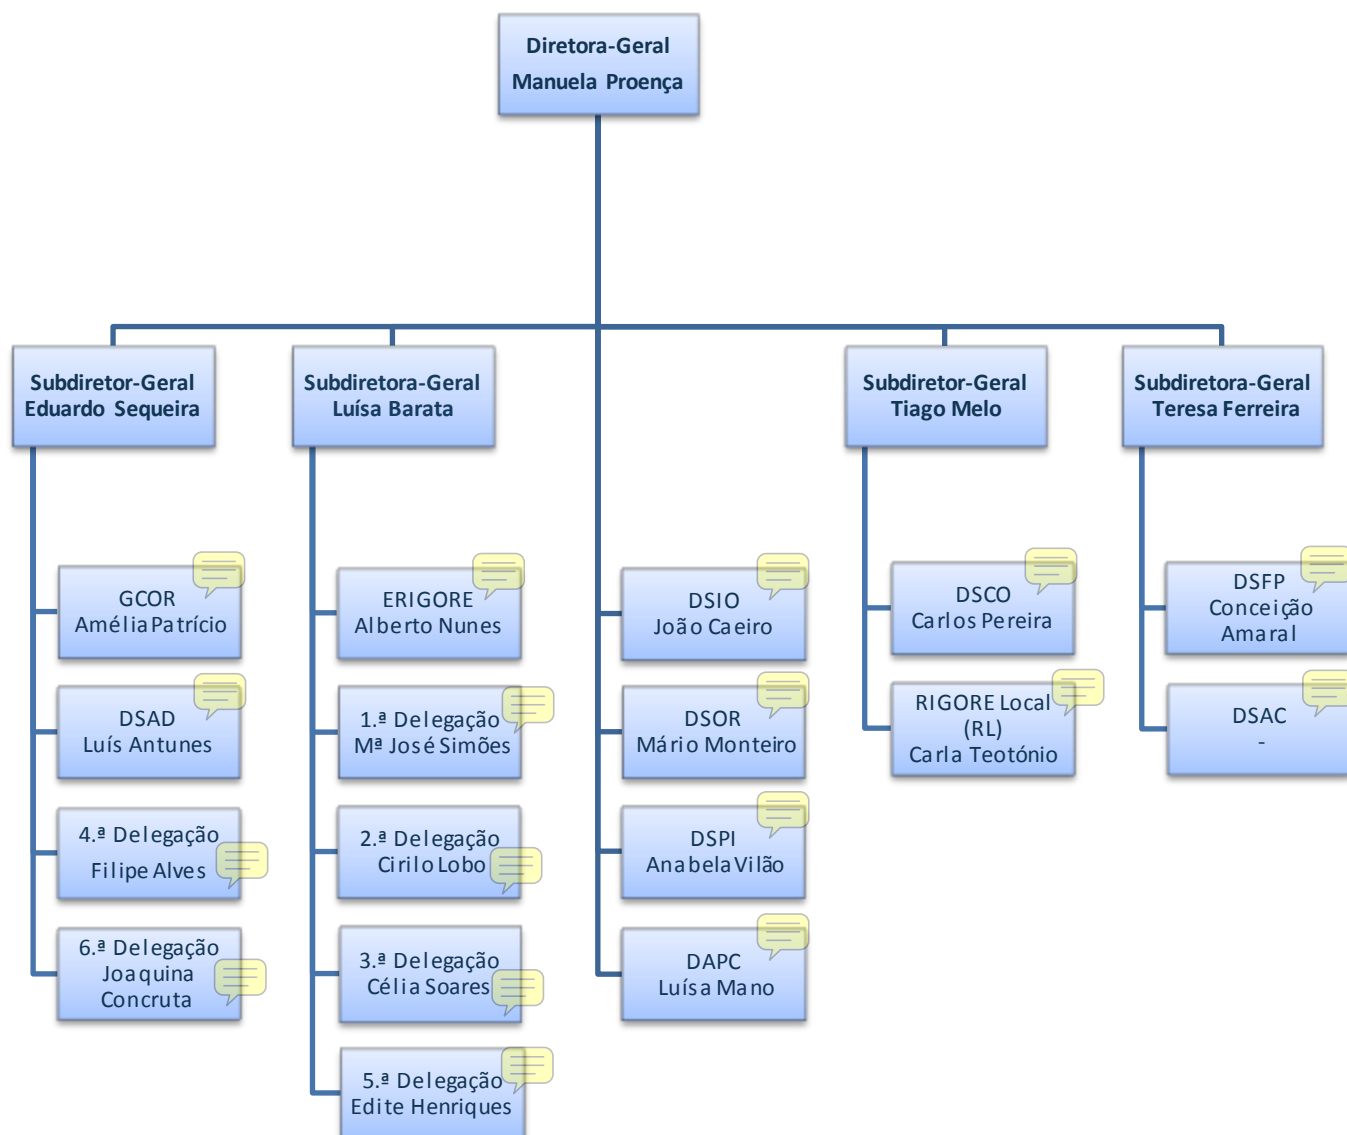 Diretora-Geral
Manuela Proença
Subdiretor-Geral
Eduardo Sequeira
Subdiretora-Geral
Luísa Barata
Subdiretor-Geral
Tiago Melo
Subdiretora-Geral
Teresa Ferreira
GCOR
Amélia Patrício
DSAD
Luís Antunes
4.ª Delegação
Filipe Alves
6.ª Delegação
Joaquina
Concruta
ERIGORE
Alberto Nunes
1.ª Delegação
Mª José Simões
2.ª Delegação
Cirilo Lobo
3.ª Delegação
Célia Soares
5.ª Delegação
Edite Henriques
DSIO
João Caeiro
DSOR
Mário Monteiro
DSPI
Anabela Vilão
DAPC
Luísa Mano
DSCO
Carlos Pereira
RIGORE Local
(RL)
Carla Teotónio
DSFP
Conceição
Amaral
DSAC
-